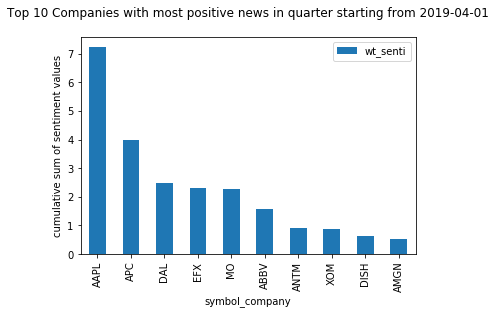 Top 10 Companies with most positive news in quarter starting from 2019-04-01
wt_senti
cumulative sum of sentiment values
7
6
5
4
3
2
1
0
AAPL
APC
DAL
EFX
MO
ABBV
ANTM
XOM
DISH
AMGN
symbol_company